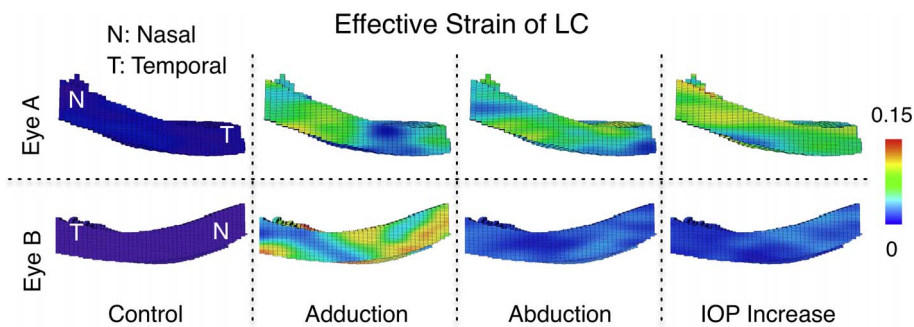 Effective Strain of LC
N: Nasal
T: Temporal
Eye A
N
T
0.15
0
Eye B
T
N
Control
Adduction
Abduction
IOP Increase